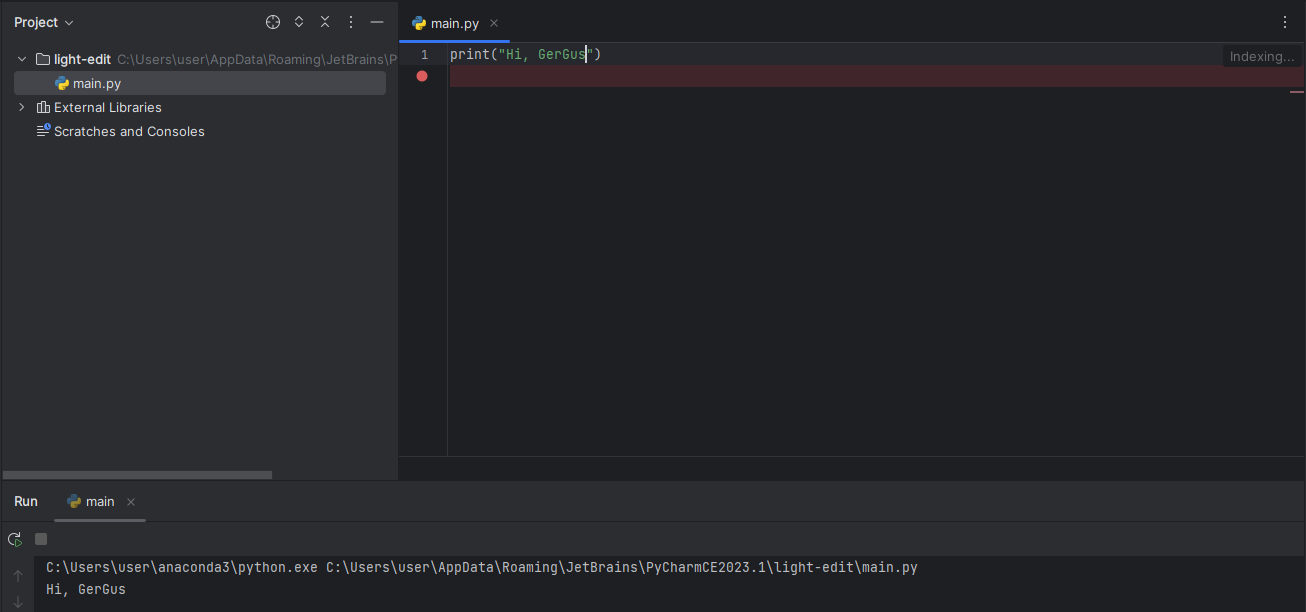 Project
light-edit C:\Users\user\AppData\Roaming\JetBrains\P
main.py
External Libraries
Scratches and Consoles
main.py
1 print("Hi, GerGus")
Indexing...
Run main
C:\Users\user\anaconda3\python.exe C:\Users\user\AppData\Roaming\JetBrains\PyCharmCE2023.1\light-edit\main.py
Hi, GerGus